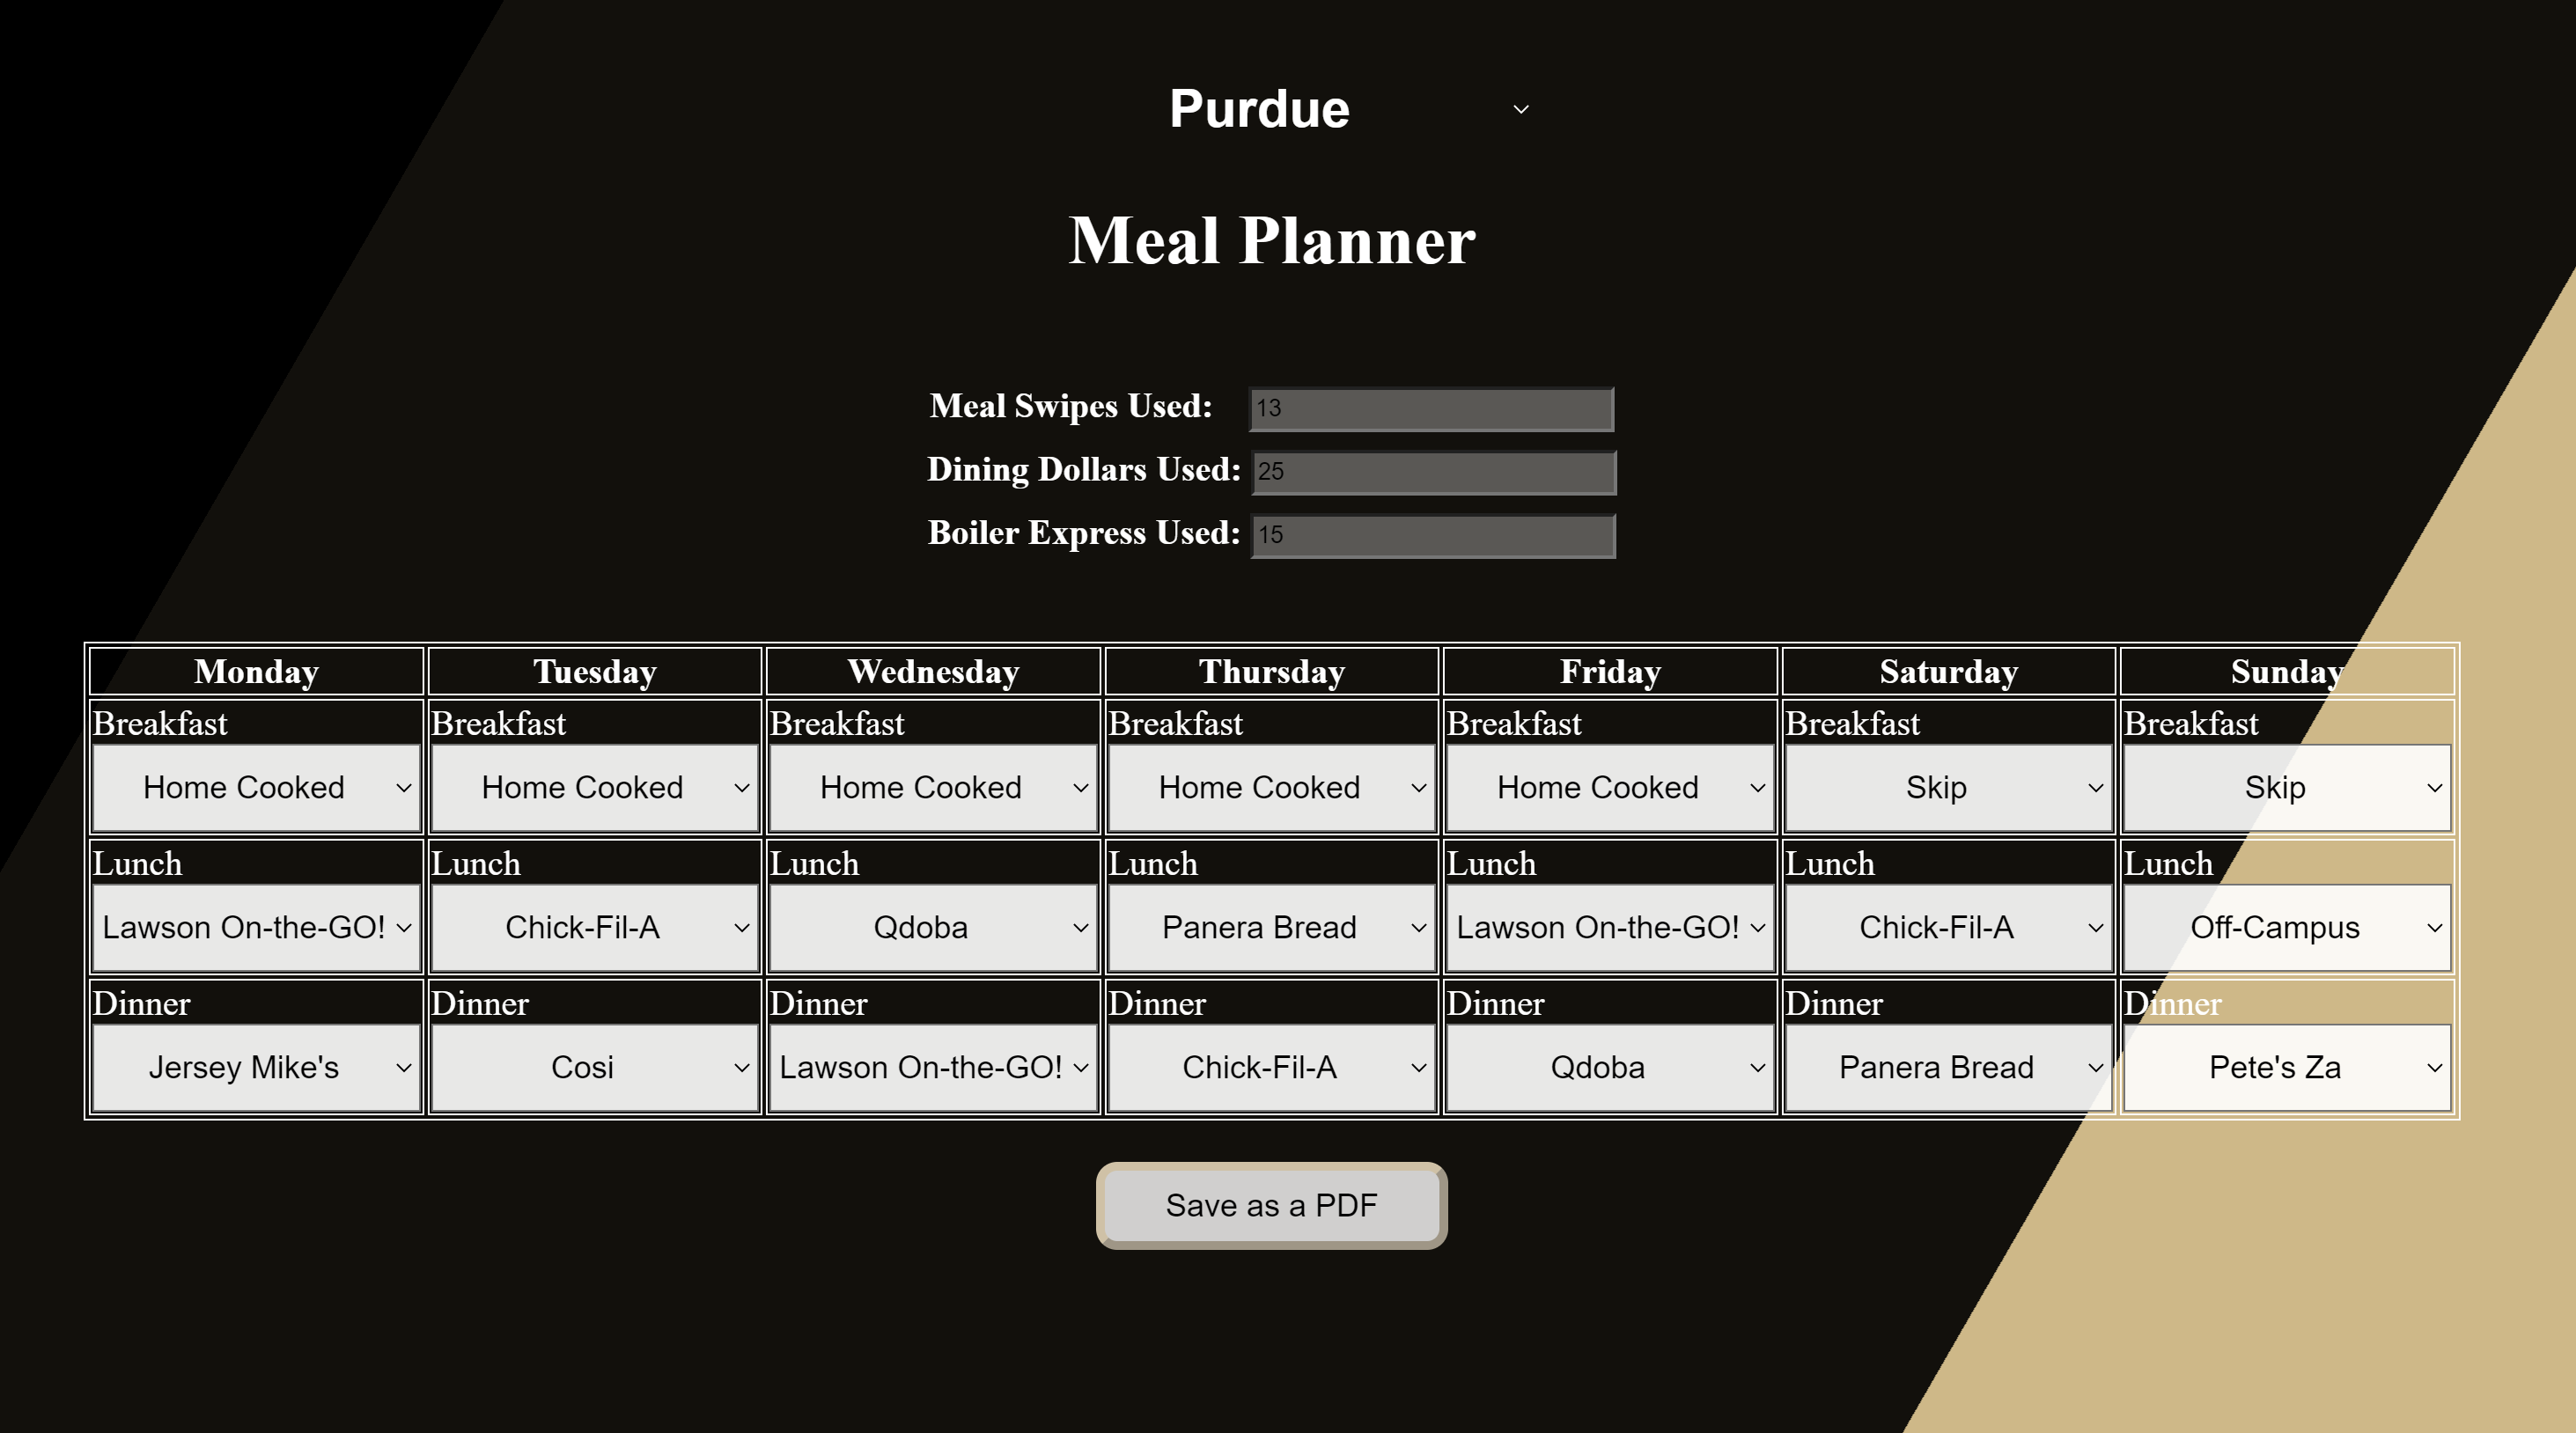 Purdue
Meal Planner
Meal Swipes Used: 13
Dining Dollars Used: 25
Boiler Express Used: 15
Monday Tuesday Wednesday Thursday Friday Saturday Sunday
Breakfast Breakfast Breakfast Breakfast Breakfast Breakfast Breakfast
Home Cooked Home Cooked Home Cooked Home Cooked Home Cooked Skip Skip
Lunch Lunch Lunch Lunch Lunch Lunch Lunch
Lawson On-the-GO! Chick-Fil-A Qdoba Panera Bread Lawson On-the-GO! Chick-Fil-A Off-Campus
Dinner Dinner Dinner Dinner Dinner Dinner Dinner
Jersey Mike's Cosi Lawson On-the-GO! Chick-Fil-A Qdoba Panera Bread Pete's Za
Save as a PDF